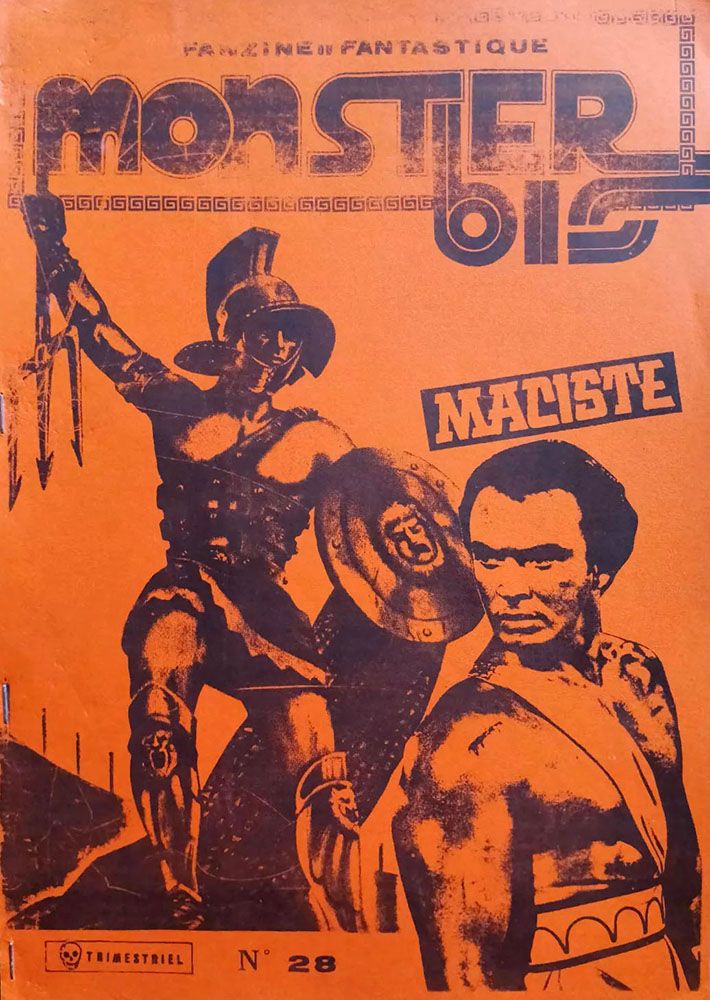 FANZINE DU FANTASTIQUE
MONSTER
BIS
MACISTE
TRIMESTRIEL
N° 28